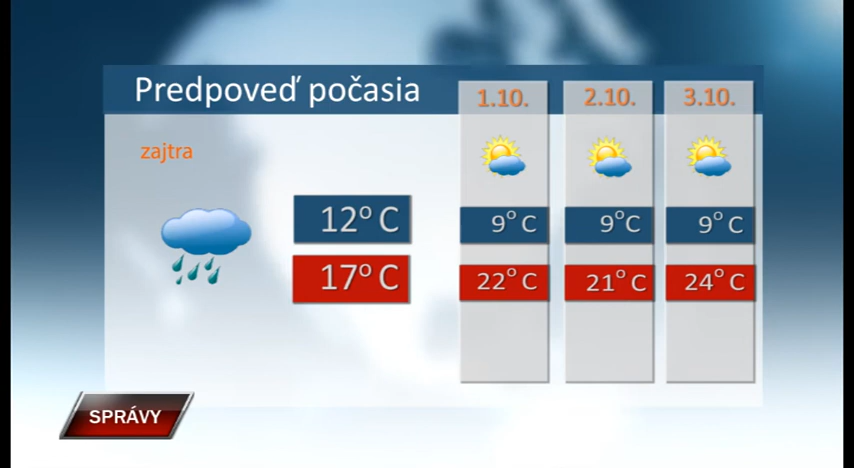 Predpoveď počasia
zajtra
12°C
17°C
1.10.
9°C
22°C
2.10.
9°C
21°C
3.10.
9°C
24°C
SPRÁVY